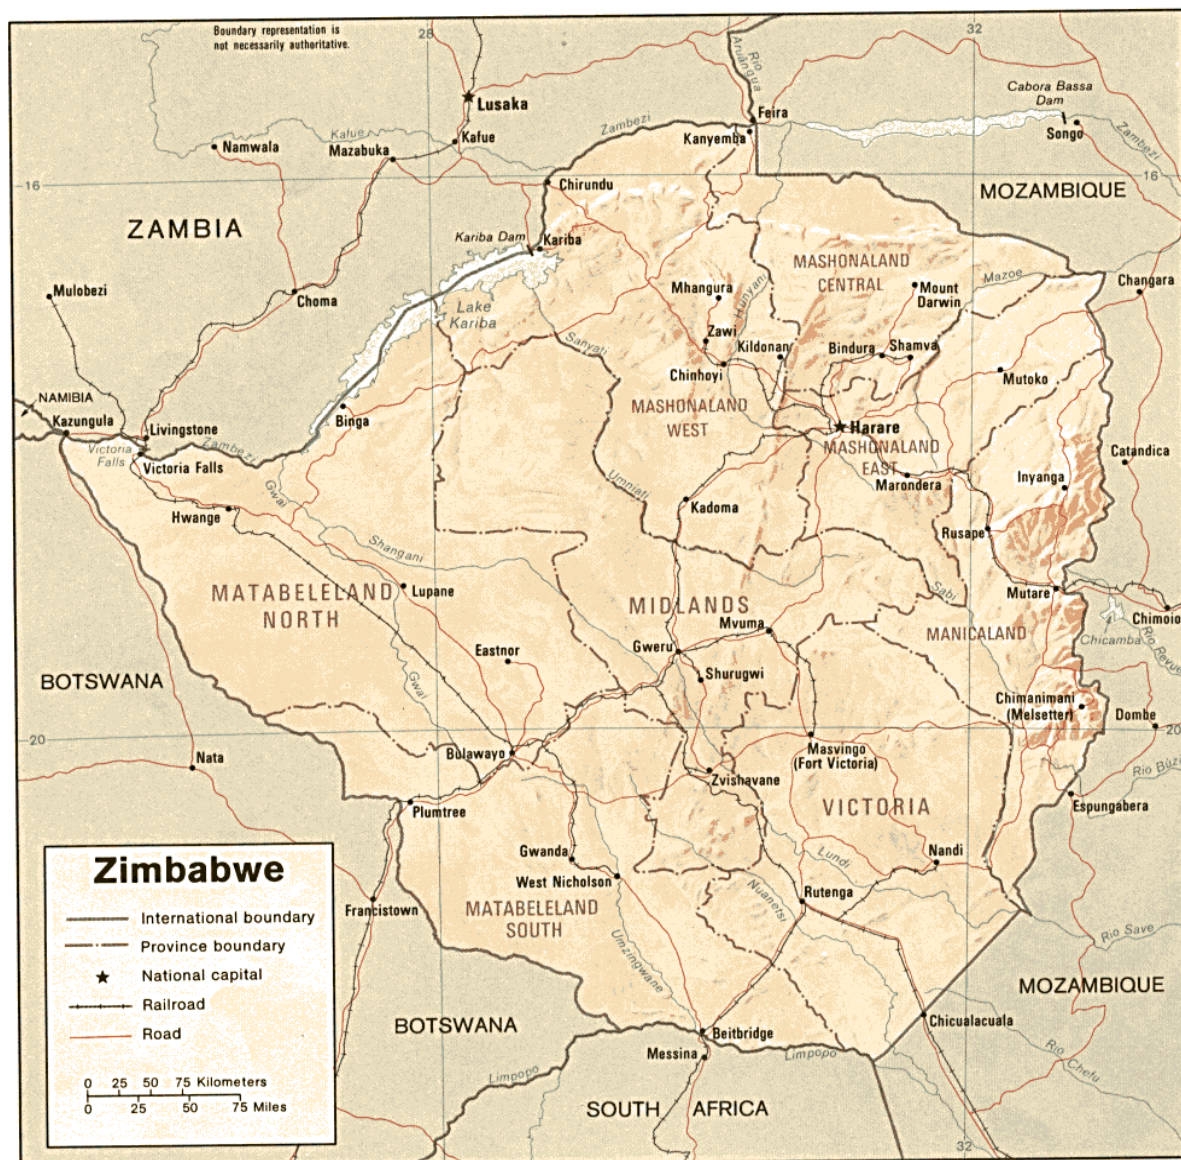 Boundary representation is
not necessarily authoritative.
28
32
Rio
Aruângua
Lusaka
Cabora Bassa
Dam
Feira
Zambezi
Kafue
Kafue
Kanyemba
Songo
Zambezi
Namwala
Mazabuka
16
Chirundu
16
MOZAMBIQUE
ZAMBIA
Kariba Dam
Kariba
MASHONALAND
CENTRAL
Mazoe
Mulobezi
Choma
Lake
Kariba
Mhangura
Hunyani
Mount
Darwin
Changara
Sanyati
Zawi
Kildonan
Bindura
Shamva
Chinhoyi
Mutoko
NAMIBIA
Kazungula
Livingstone
Binga
MASHONALAND
WEST
Harare
MASHONALAND
EAST
Victoria
Falls
Zambezi
Victoria Falls
Catandica
Gwai
Umniati
Marondera
Inyanga
Hwange
Kadoma
Rusape
Shangani
MATABELELAND
NORTH
Lupane
MIDLANDS
Sabi
Mutare
Chimoio
Mvuma
MANICALAND
Chicamba
Rio Revue
Eastnor
Gweru
Gwai
Shurugwi
BOTSWANA
Chimanimani
(Melsetter)
Dombe
20
20
Nata
Bulawayo
Masvingo
(Fort Victoria)
Zvishavane
Rio Búzi
Plumtree
VICTORIA
Espungabera
Zimbabwe
International boundary
Province boundary
National capital
Railroad
Road
0 25 50 75 Kilometers
0 25 50 75 Miles
Gwanda
Lundi
Nandi
West Nicholson
Nuanetsi
Rutenga
Francistown
MATABELELAND
SOUTH
Umzingwane
Rio Save
MOZAMBIQUE
BOTSWANA
Chicualacuala
Beitbridge
Messina
Limpopo
Limpopo
Rio Chefu
SOUTH AFRICA
32